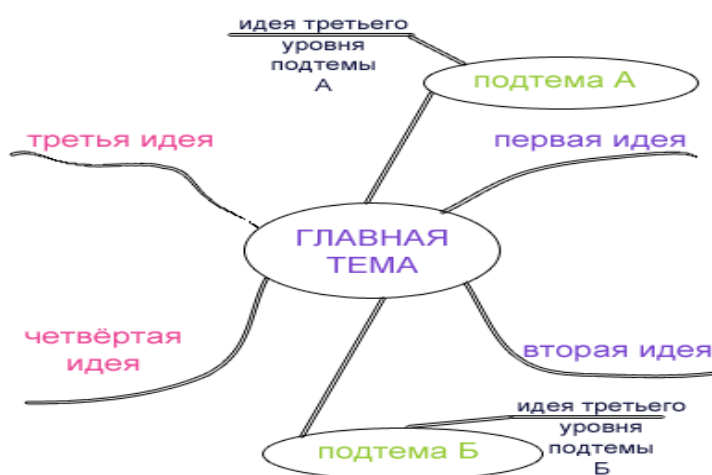 идея третьего
уровня
подтемы
А
подтема А
третья идея
первая идея
ГЛАВНАЯ
ТЕМА
четвёртая
идея
вторая идея
идея третьего
уровня
подтемы
Б
подтема Б